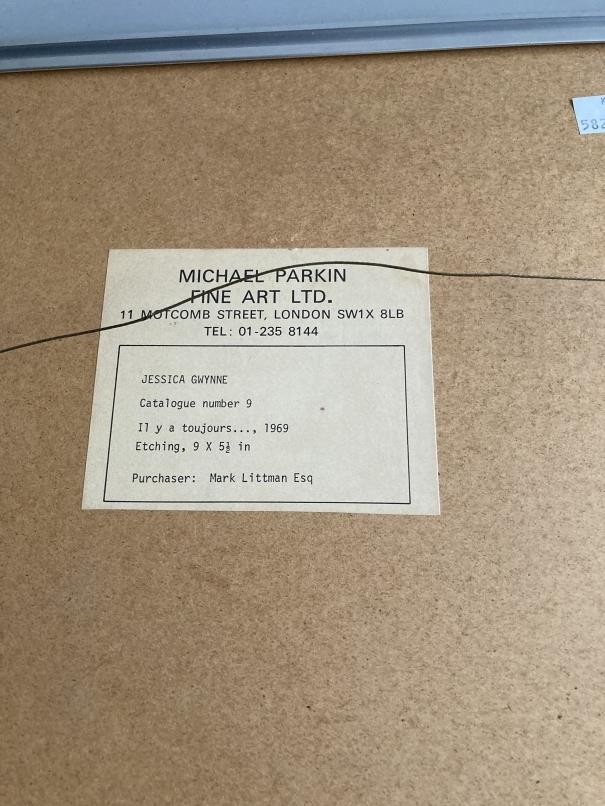 582
MICHAEL PARKIN
FINE ART LTD.
11 MOTCOMB STREET, LONDON SW1X 8LB
TEL: 01-235 8144
JESSICA GWYNNE
Catalogue number 9
Il y a toujours..., 1969
Etching, 9 X 5½ in
Purchaser: Mark Littman Esq